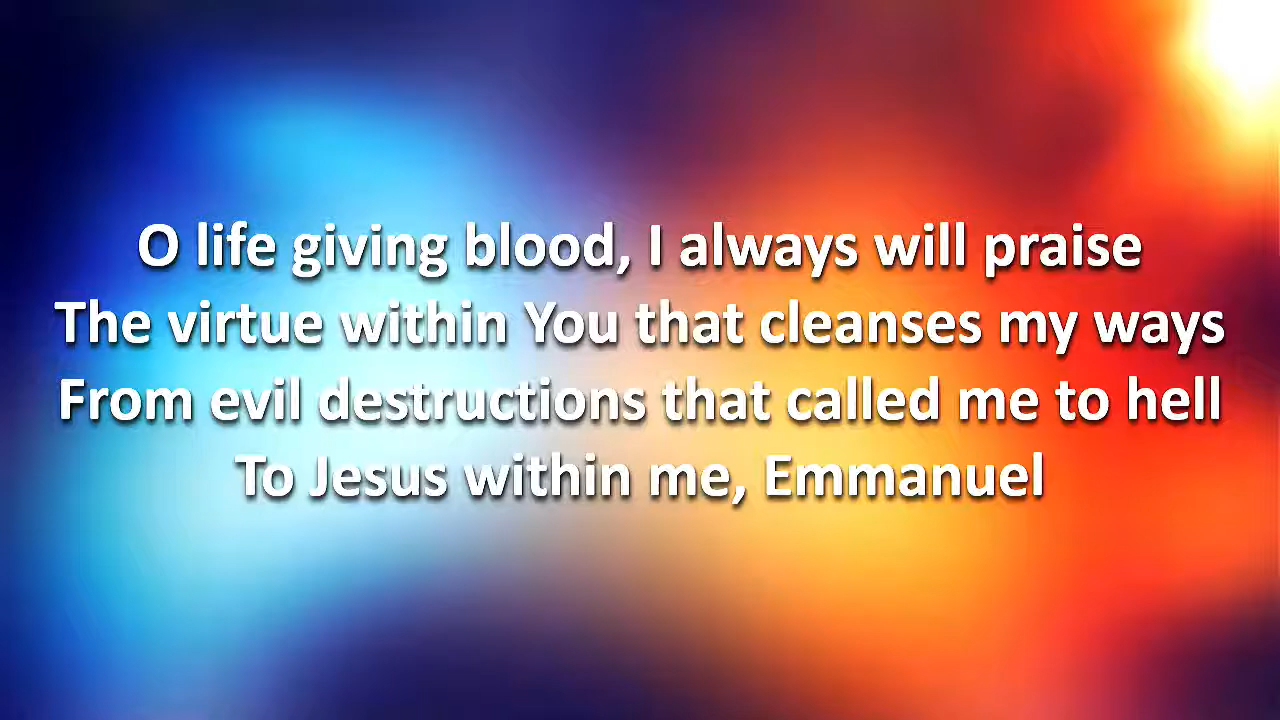 O life giving blood, I always will praise
The virtue within You that cleanses my ways
From evil destructions that called me to hell
To Jesus within me, Emmanuel